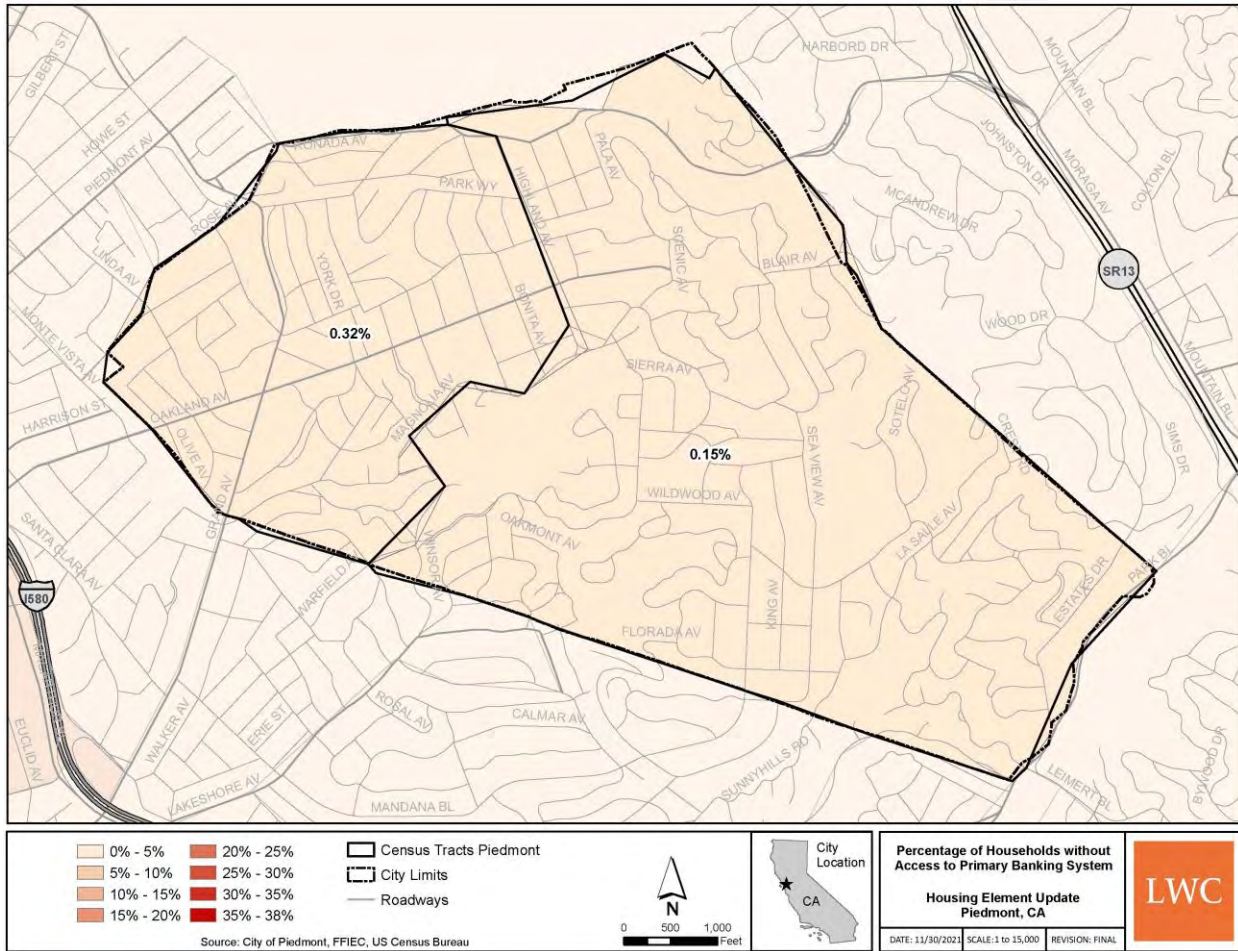 HARBORD DR
MOUNTAIN BL
GILBERT ST
HOWE ST
PIEDMONT AV
JOHNSTON DR
MORAGA AV
COLTON BL
RONADA AV
PALA AV
PARK WY
HIGHLAND AV
MCANDREW DR
LINDA AV
YORK DR
SCENIC AV
BLAIR AV
SR13
BONITA AV
MONTE VISTA AV
0.32%
WOOD DR
MOUNTAIN BL
SIERRA AV
HARRISON ST
OAKLAND AV
MAGNOLIA AV
SOTELO AV
OLIVE AV
0.15%
SEA VIEW AV
SIMS DR
WILDWOOD AV
GRAND AV
OAKMONT AV
LA SALLE AV
SANTA CLARA AV
WINSOR AV
PARK BL
I580
ESTATES DR
KING AV
FLORADA AV
ROSAL AV
ERIE ST
CALMAR AV
WALKER AV
EUCLID AV
SUNNYHILLS RD
LEIMERT BL
BYWOOD DR
LAKESHORE AV
MANDANA BL
0% - 5%
5% - 10%
10% - 15%
15% - 20%
20% - 25%
25% - 30%
30% - 35%
35% - 38%
Census Tracts Piedmont
City Limits
Roadways
N
0 500 1,000
Feet
Source: City of Piedmont, FFIEC, US Census Bureau
City
Location
CA
Percentage of Households without
Access to Primary Banking System
Housing Element Update
Piedmont, CA
DATE: 11/30/2021 SCALE:1 to 15,000 REVISION: FINAL
LWC